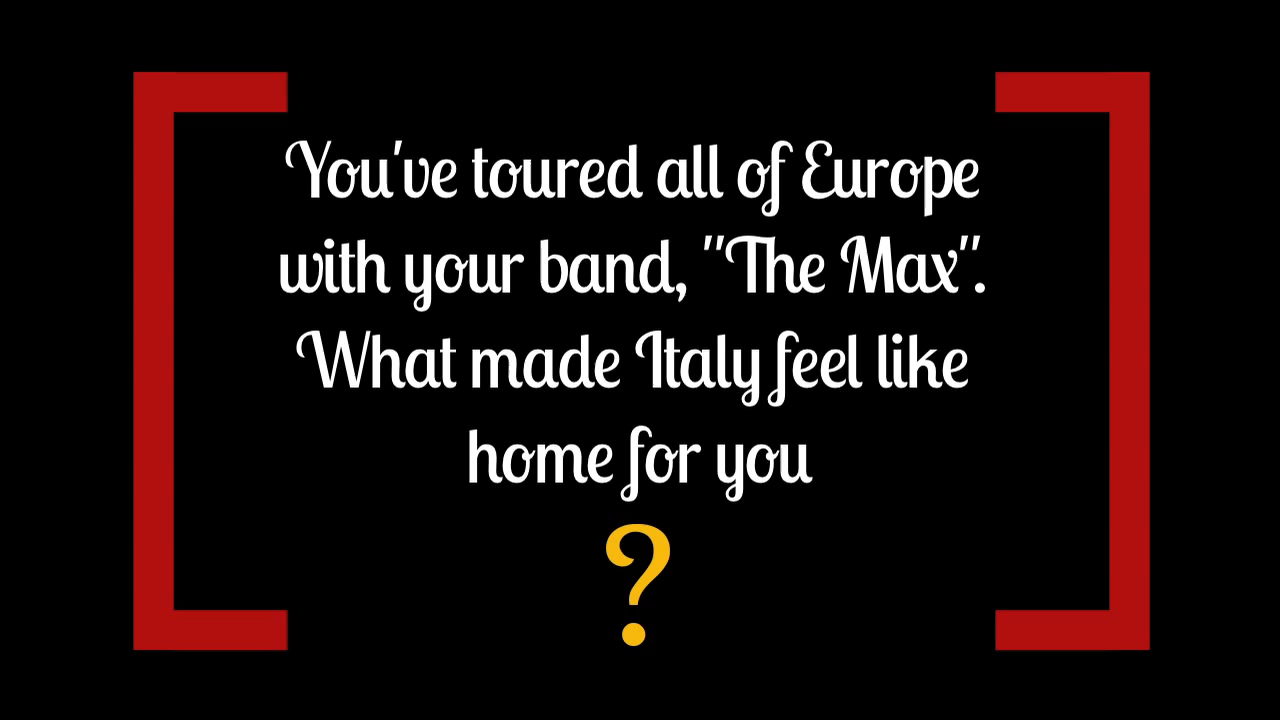 You've toured all of Europe
with your band, "The Max".
What made Italy feel like
home for you
?